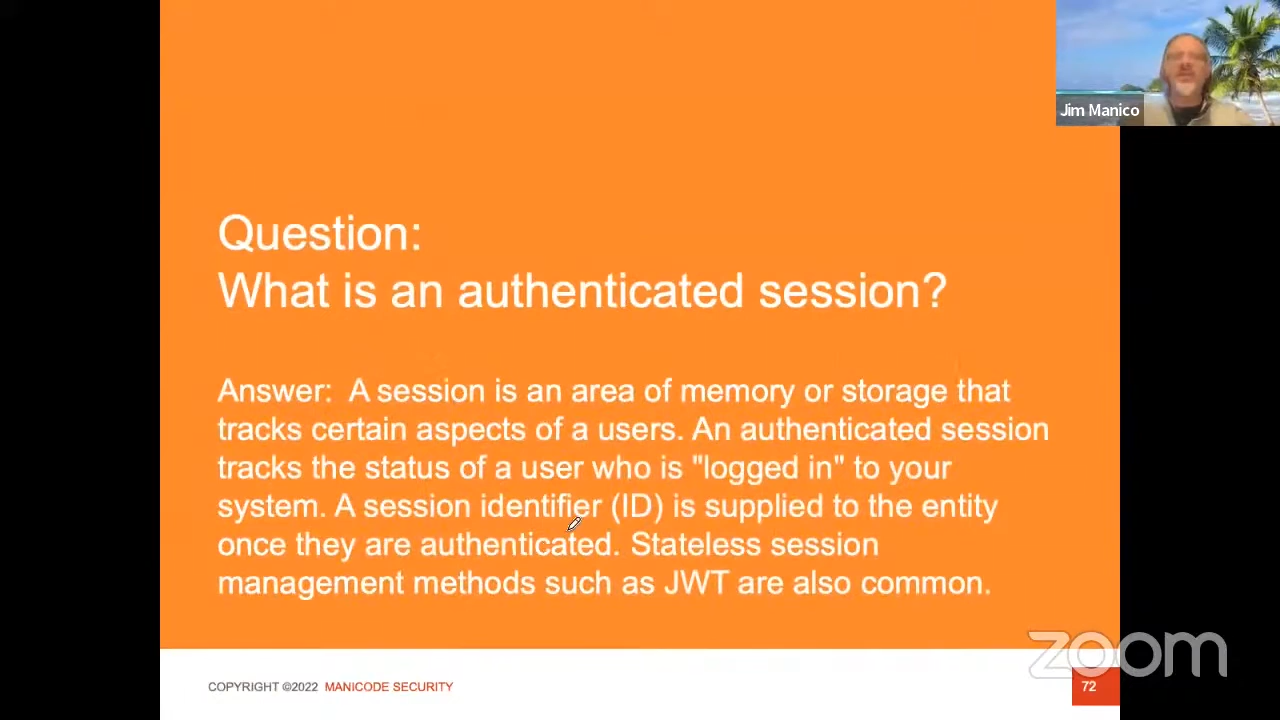 Jim Manico
Question:
What is an authenticated session?
Answer:  A session is an area of memory or storage that
tracks certain aspects of a users. An authenticated session
tracks the status of a user who is "logged in" to your
system. A session identifier (ID) is supplied to the entity
once they are authenticated. Stateless session
management methods such as JWT are also common.
zoom
COPYRIGHT ©2022 MANICODE SECURITY
72